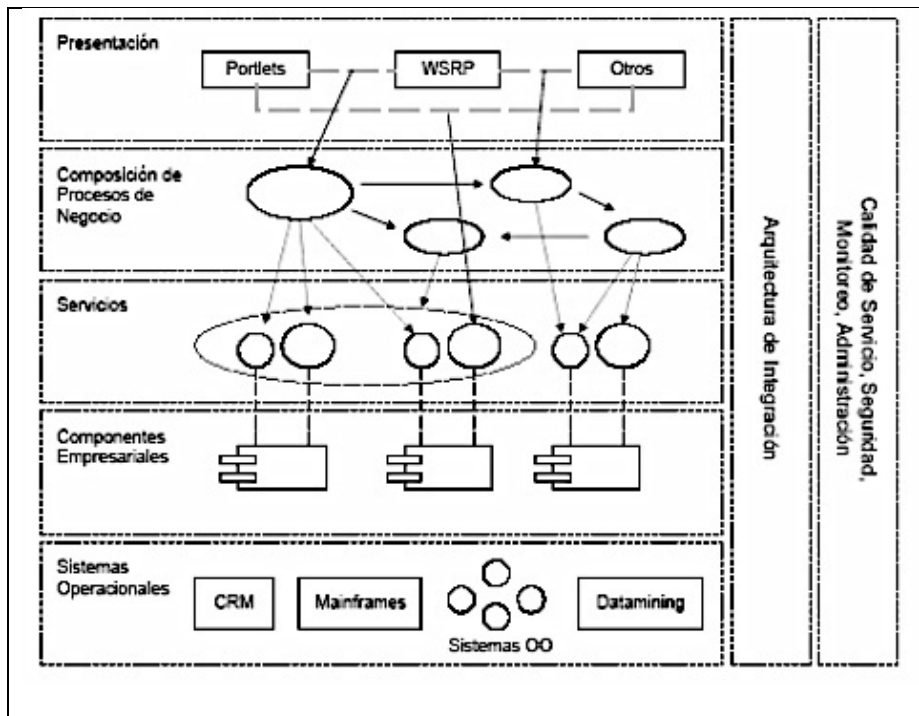 Presentación
Portlets
WSRP
Otros
Composición de
Procesos de
Negocio
Servicios
Componentes
Empresariales
Sistemas
Operacionales
CRM
Mainframes
Sistemas OO
Datamining
Arquitectura de Integración
Calidad de Servicio, Seguridad,
Monitoreo, Administración